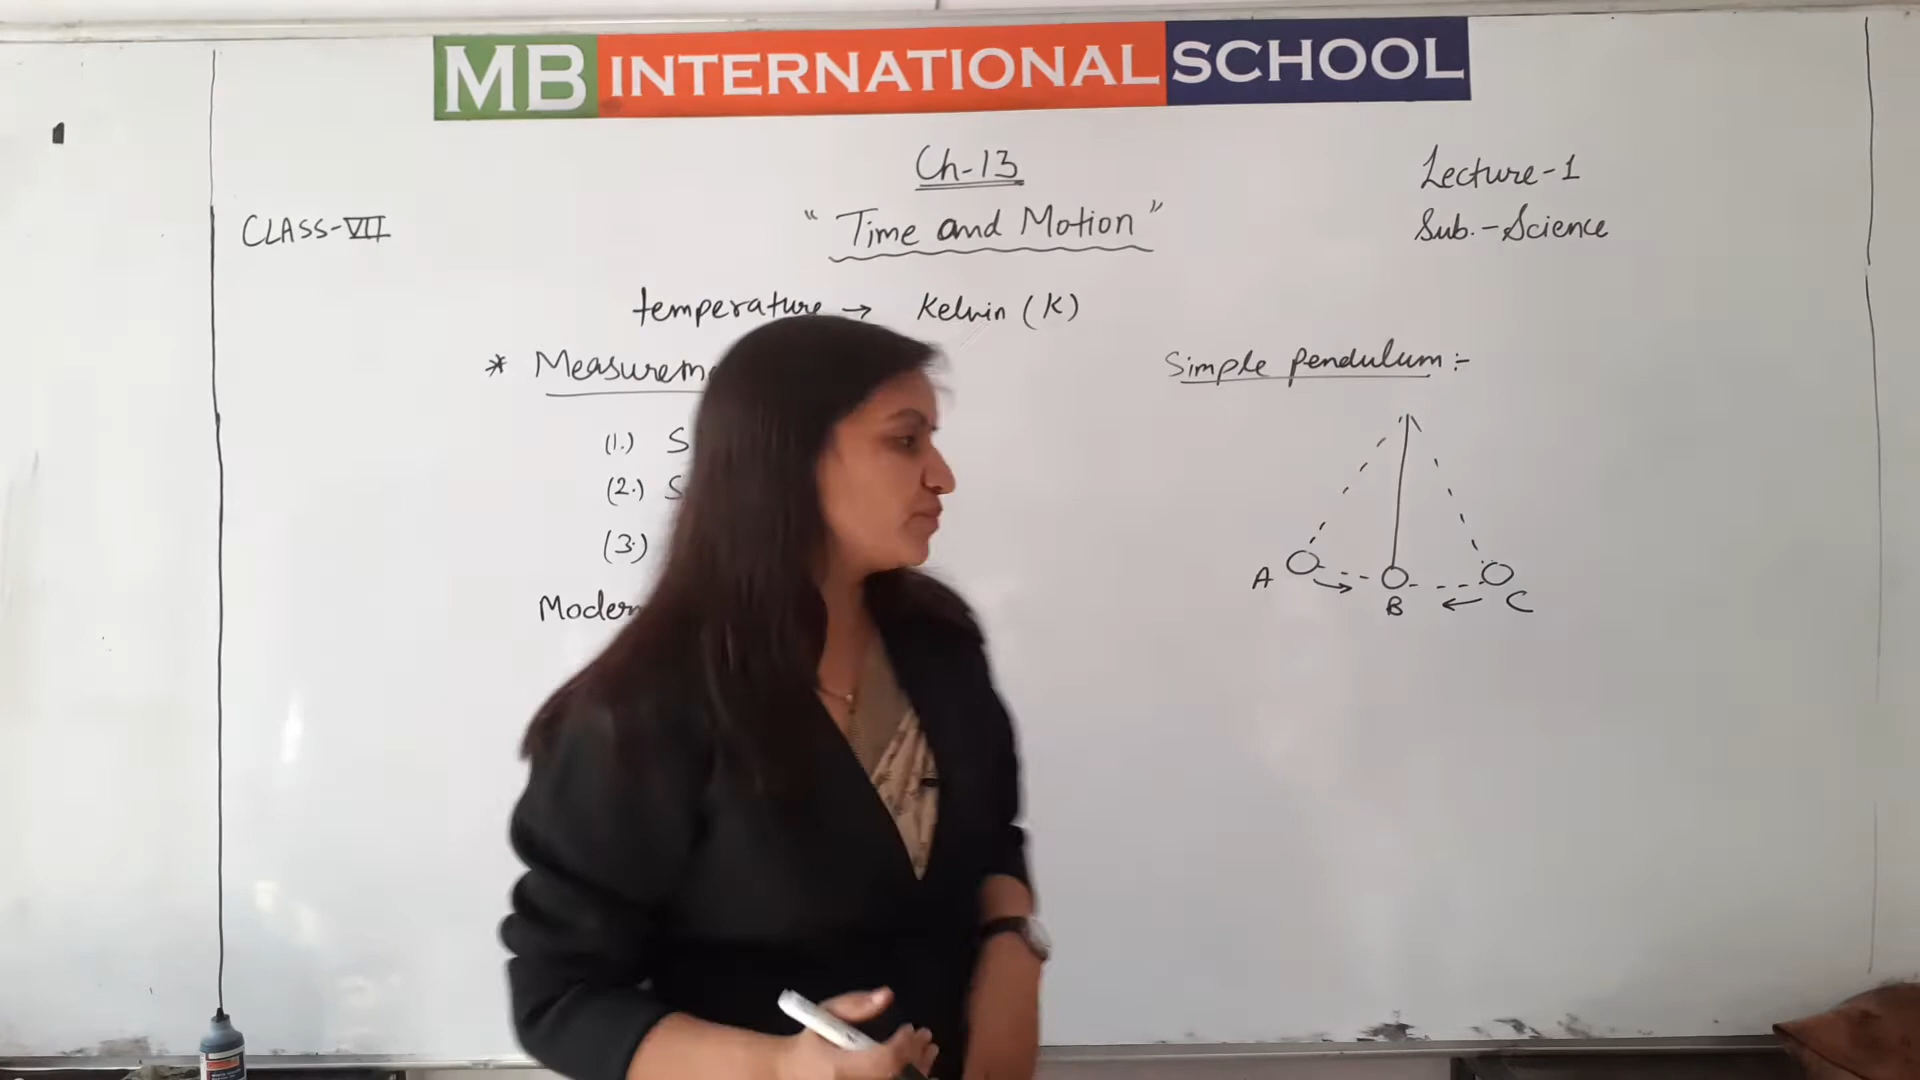 MB INTERNATIONAL SCHOOL
Ch-13
Lecture-1
CLASS-VII
"Time and Motion"
Sub.-Science
temperature → Kelvin (K)
* Measurem
Simple pendulum :-
(1.) S
(2.) S
(3.)
A
B
C
Modern